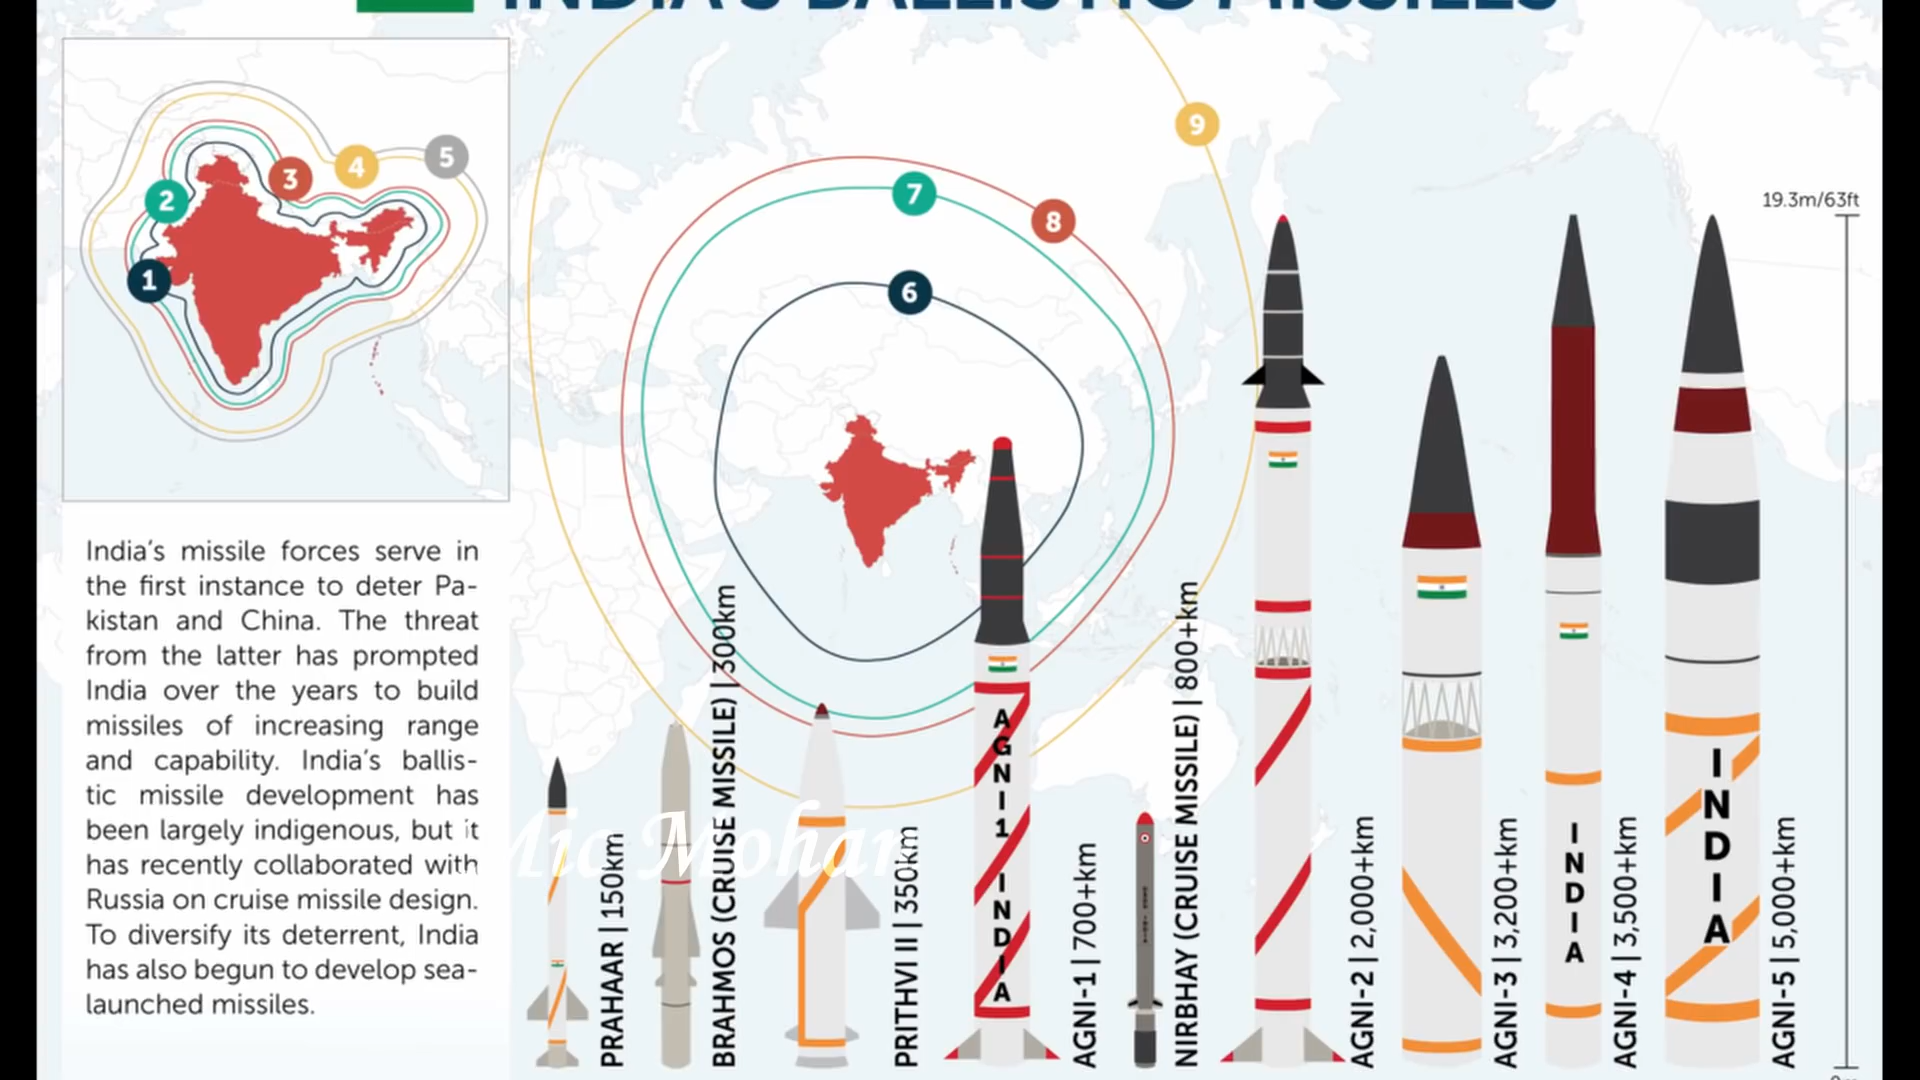 INDIA'S BALLISTIC MISSILES
1
2
3
4
5
6
7
8
9
19.3m/63ft
India's missile forces serve in
the first instance to deter Pa-
kistan and China. The threat
from the latter has prompted
India over the years to build
missiles of increasing range
and capability. India's ballis-
tic missile development has
been largely indigenous, but it
has recently collaborated with
Russia on cruise missile design.
To diversify its deterrent, India
has also begun to develop sea-
launched missiles.
PRAHAAR | 150km
BRAHMOS (CRUISE MISSILE) | 300km
PRITHVI II | 350km
AGNI1 INDIA
AGNI-1 | 700+km
NIRBHAY (CRUISE MISSILE) | 800+km
AGNI-2 | 2,000+km
AGNI-3 | 3,200+km
INDIA
AGNI-4 | 3,500+km
INDIA
AGNI-5 | 5,000+km
Mic Mohan